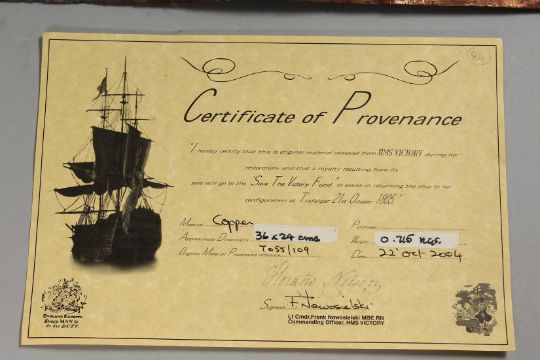 84
Certificate of Provenance
"I hereby certify that this is original material removed from HMS VICTORY during her
restoration; and that a royalty resulting from its
sale will go to the "Save The Victory Fund" to assist in returning the ship to her
configuration at Trafalgar 21st October 1805."
Material: Copper
Purchase
Approximate Dimensions: 36 x 24 cms
Weight: 0.715 kgs.
Original Material Provenance reference: T055/109
Date: 22 Oct 2004
Horatio Nelson
Signed: F Nowosielski
Lt Cmdr. Frank Nowosielski MBE RN
Commanding Officer, HMS VICTORY
ENGLAND EXPECTS
EVERY MAN to
do his DUTY.